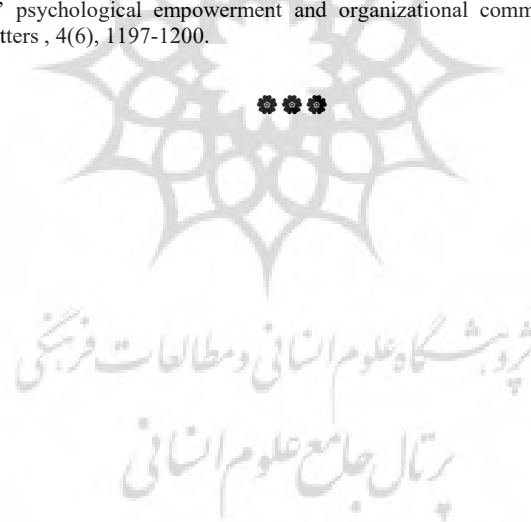 ’ psychological empowerment and organizational comm
tters , 4(6), 1197-1200.
پژوهشگاه علوم انسانی و مطالعات فرهنگی
پرتال جامع علوم انسانی